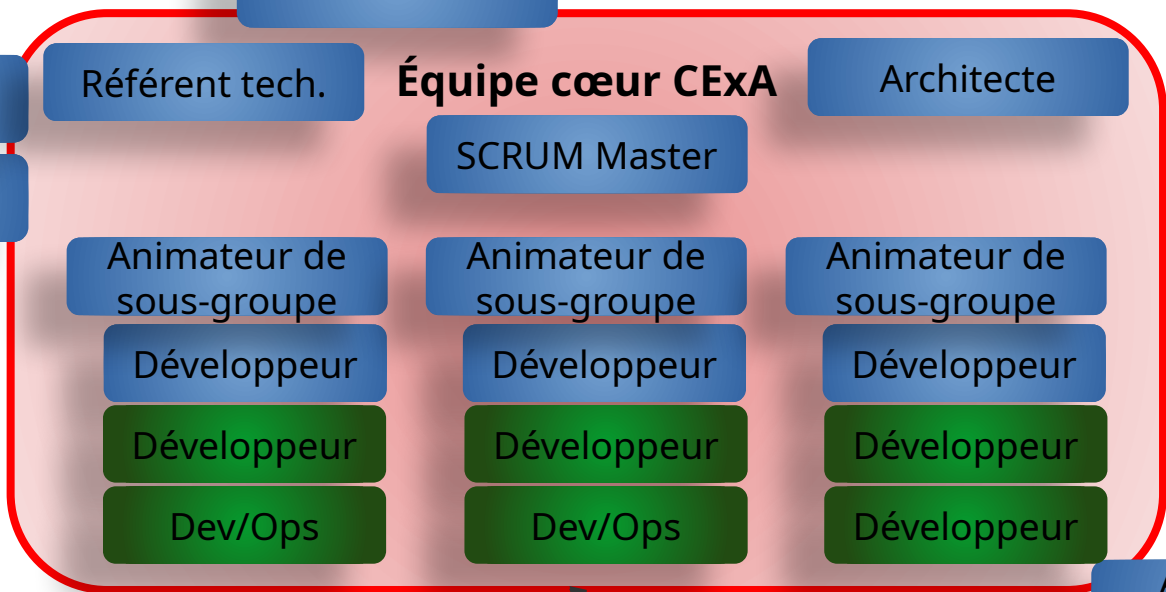 Référent tech.
Équipe cœur CExA
Architecte
SCRUM Master
Animateur de
sous-groupe
Développeur
Développeur
Dev/Ops
Animateur de
sous-groupe
Développeur
Développeur
Dev/Ops
Animateur de
sous-groupe
Développeur
Développeur
Développeur